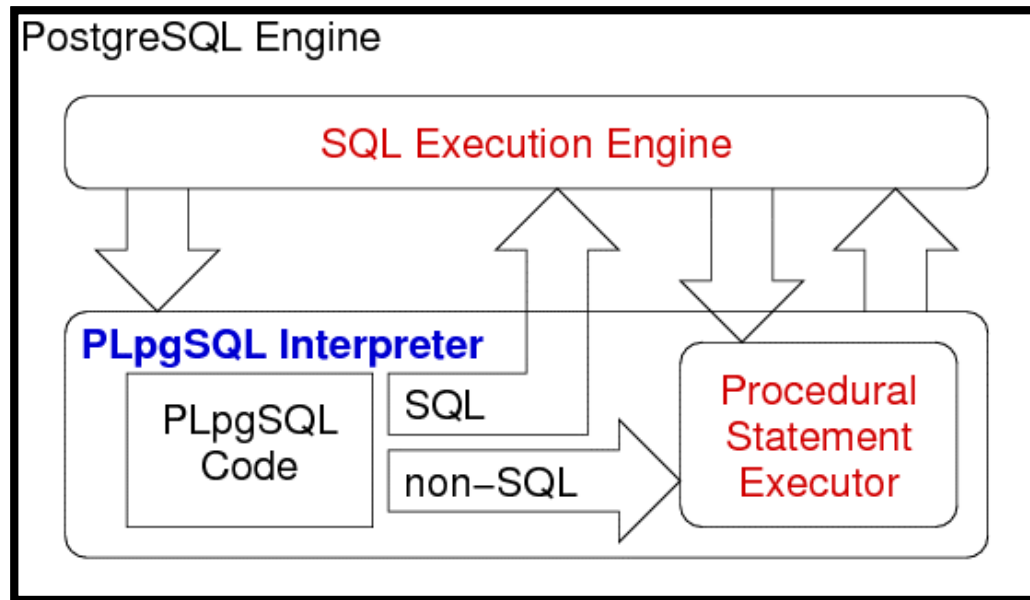 PostgreSQL Engine
SQL Execution Engine
PLpgSQL Interpreter
PLpgSQL
Code
SQL
non−SQL
Procedural
Statement
Executor